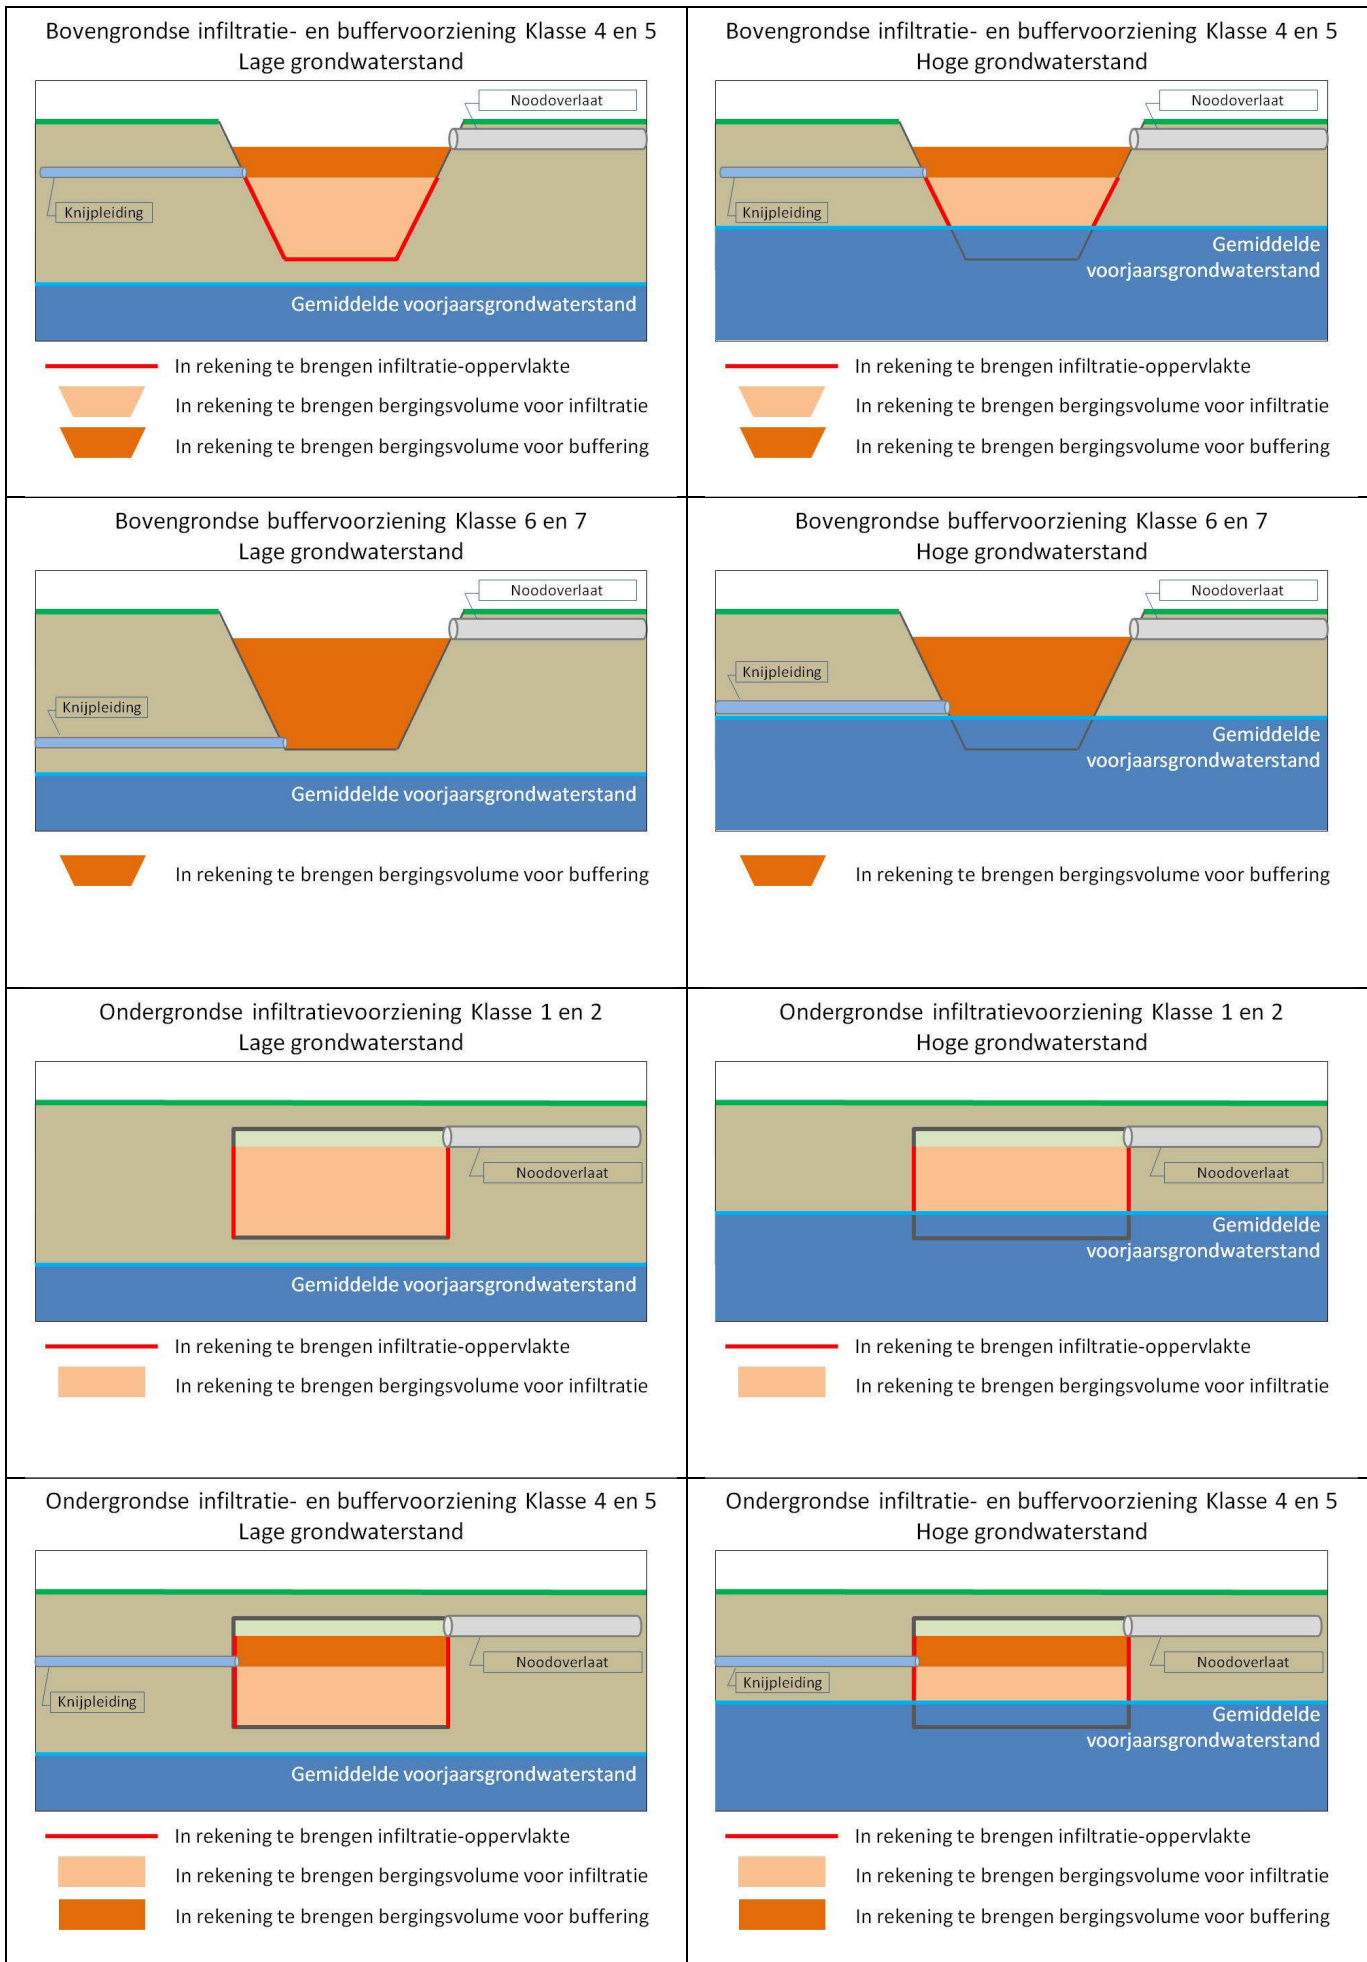 Bovengrondse infiltratie- en buffervoorziening Klasse 4 en 5
Lage grondwaterstand
Noodoverlaat
Knijpleiding
Gemiddelde voorjaarsgrondwaterstand
In rekening te brengen infiltratie-oppervlakte
In rekening te brengen bergingsvolume voor infiltratie
In rekening te brengen bergingsvolume voor buffering
Bovengrondse infiltratie- en buffervoorziening Klasse 4 en 5
Hoge grondwaterstand
Noodoverlaat
Knijpleiding
Gemiddelde
voorjaarsgrondwaterstand
In rekening te brengen infiltratie-oppervlakte
In rekening te brengen bergingsvolume voor infiltratie
In rekening te brengen bergingsvolume voor buffering
Bovengrondse buffervoorziening Klasse 6 en 7
Lage grondwaterstand
Noodoverlaat
Knijpleiding
Gemiddelde voorjaarsgrondwaterstand
In rekening te brengen bergingsvolume voor buffering
Bovengrondse buffervoorziening Klasse 6 en 7
Hoge grondwaterstand
Noodoverlaat
Knijpleiding
Gemiddelde
voorjaarsgrondwaterstand
In rekening te brengen bergingsvolume voor buffering
Ondergrondse infiltratievoorziening Klasse 1 en 2
Lage grondwaterstand
Noodoverlaat
Gemiddelde voorjaarsgrondwaterstand
In rekening te brengen infiltratie-oppervlakte
In rekening te brengen bergingsvolume voor infiltratie
Ondergrondse infiltratievoorziening Klasse 1 en 2
Hoge grondwaterstand
Noodoverlaat
Gemiddelde
voorjaarsgrondwaterstand
In rekening te brengen infiltratie-oppervlakte
In rekening te brengen bergingsvolume voor infiltratie
Ondergrondse infiltratie- en buffervoorziening Klasse 4 en 5
Lage grondwaterstand
Noodoverlaat
Knijpleiding
Gemiddelde voorjaarsgrondwaterstand
In rekening te brengen infiltratie-oppervlakte
In rekening te brengen bergingsvolume voor infiltratie
In rekening te brengen bergingsvolume voor buffering
Ondergrondse infiltratie- en buffervoorziening Klasse 4 en 5
Hoge grondwaterstand
Noodoverlaat
Knijpleiding
Gemiddelde
voorjaarsgrondwaterstand
In rekening te brengen infiltratie-oppervlakte
In rekening te brengen bergingsvolume voor infiltratie
In rekening te brengen bergingsvolume voor buffering